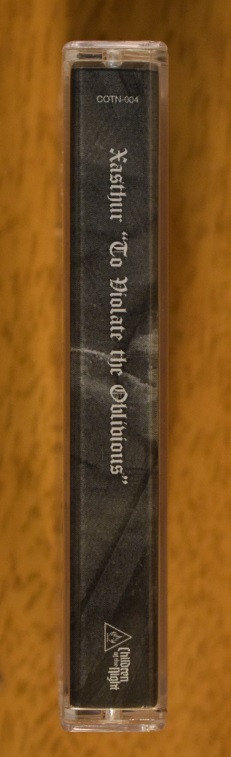 COTN-004
Xasthur "To Violate the Oblivious"
Children
of the
Night